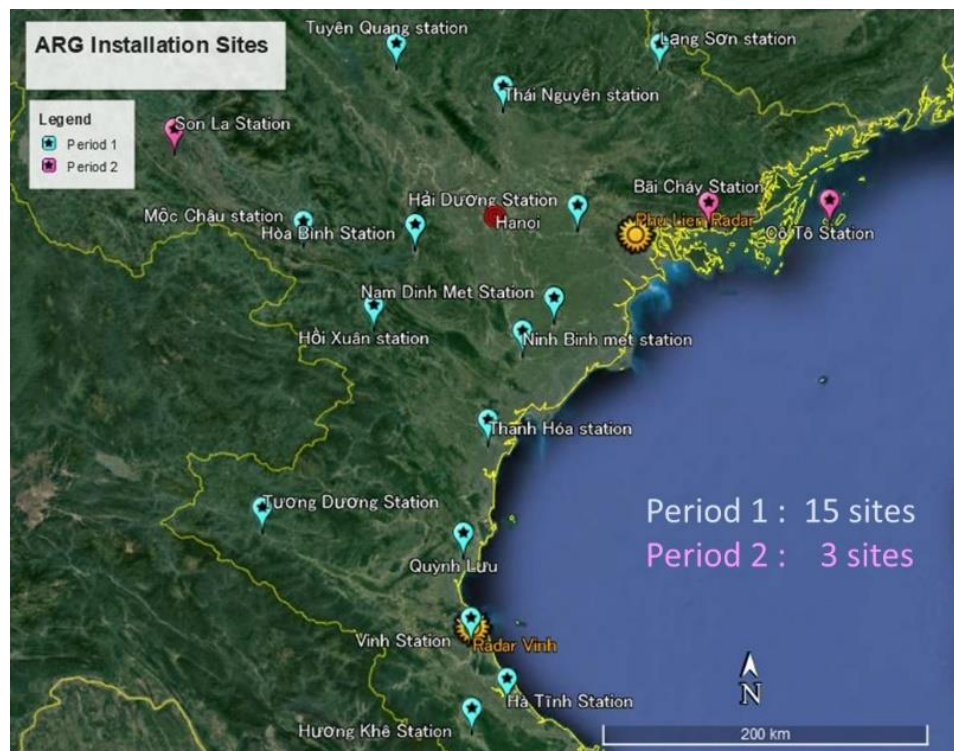 ARG Installation Sites
Legend
Period 1
Period 2
Tuyên Quang station
Lạng Sơn station
Thái Nguyên station
Son La Station
Bãi Cháy Station
Hải Dương Station
Mộc Châu station
Hanoi
Phu Lien Radar
Hòa Bình Station
Cô Tô Station
Nam Dinh Met Station
Hồi Xuân station
Ninh Binh met station
Thanh Hóa station
Tương Dương Station
Period 1 : 15 sites
Period 2 : 3 sites
Quỳnh Lưu
Vinh Station
Radar Vinh
Hà Tĩnh Station
Hương Khê Station
N
200 km